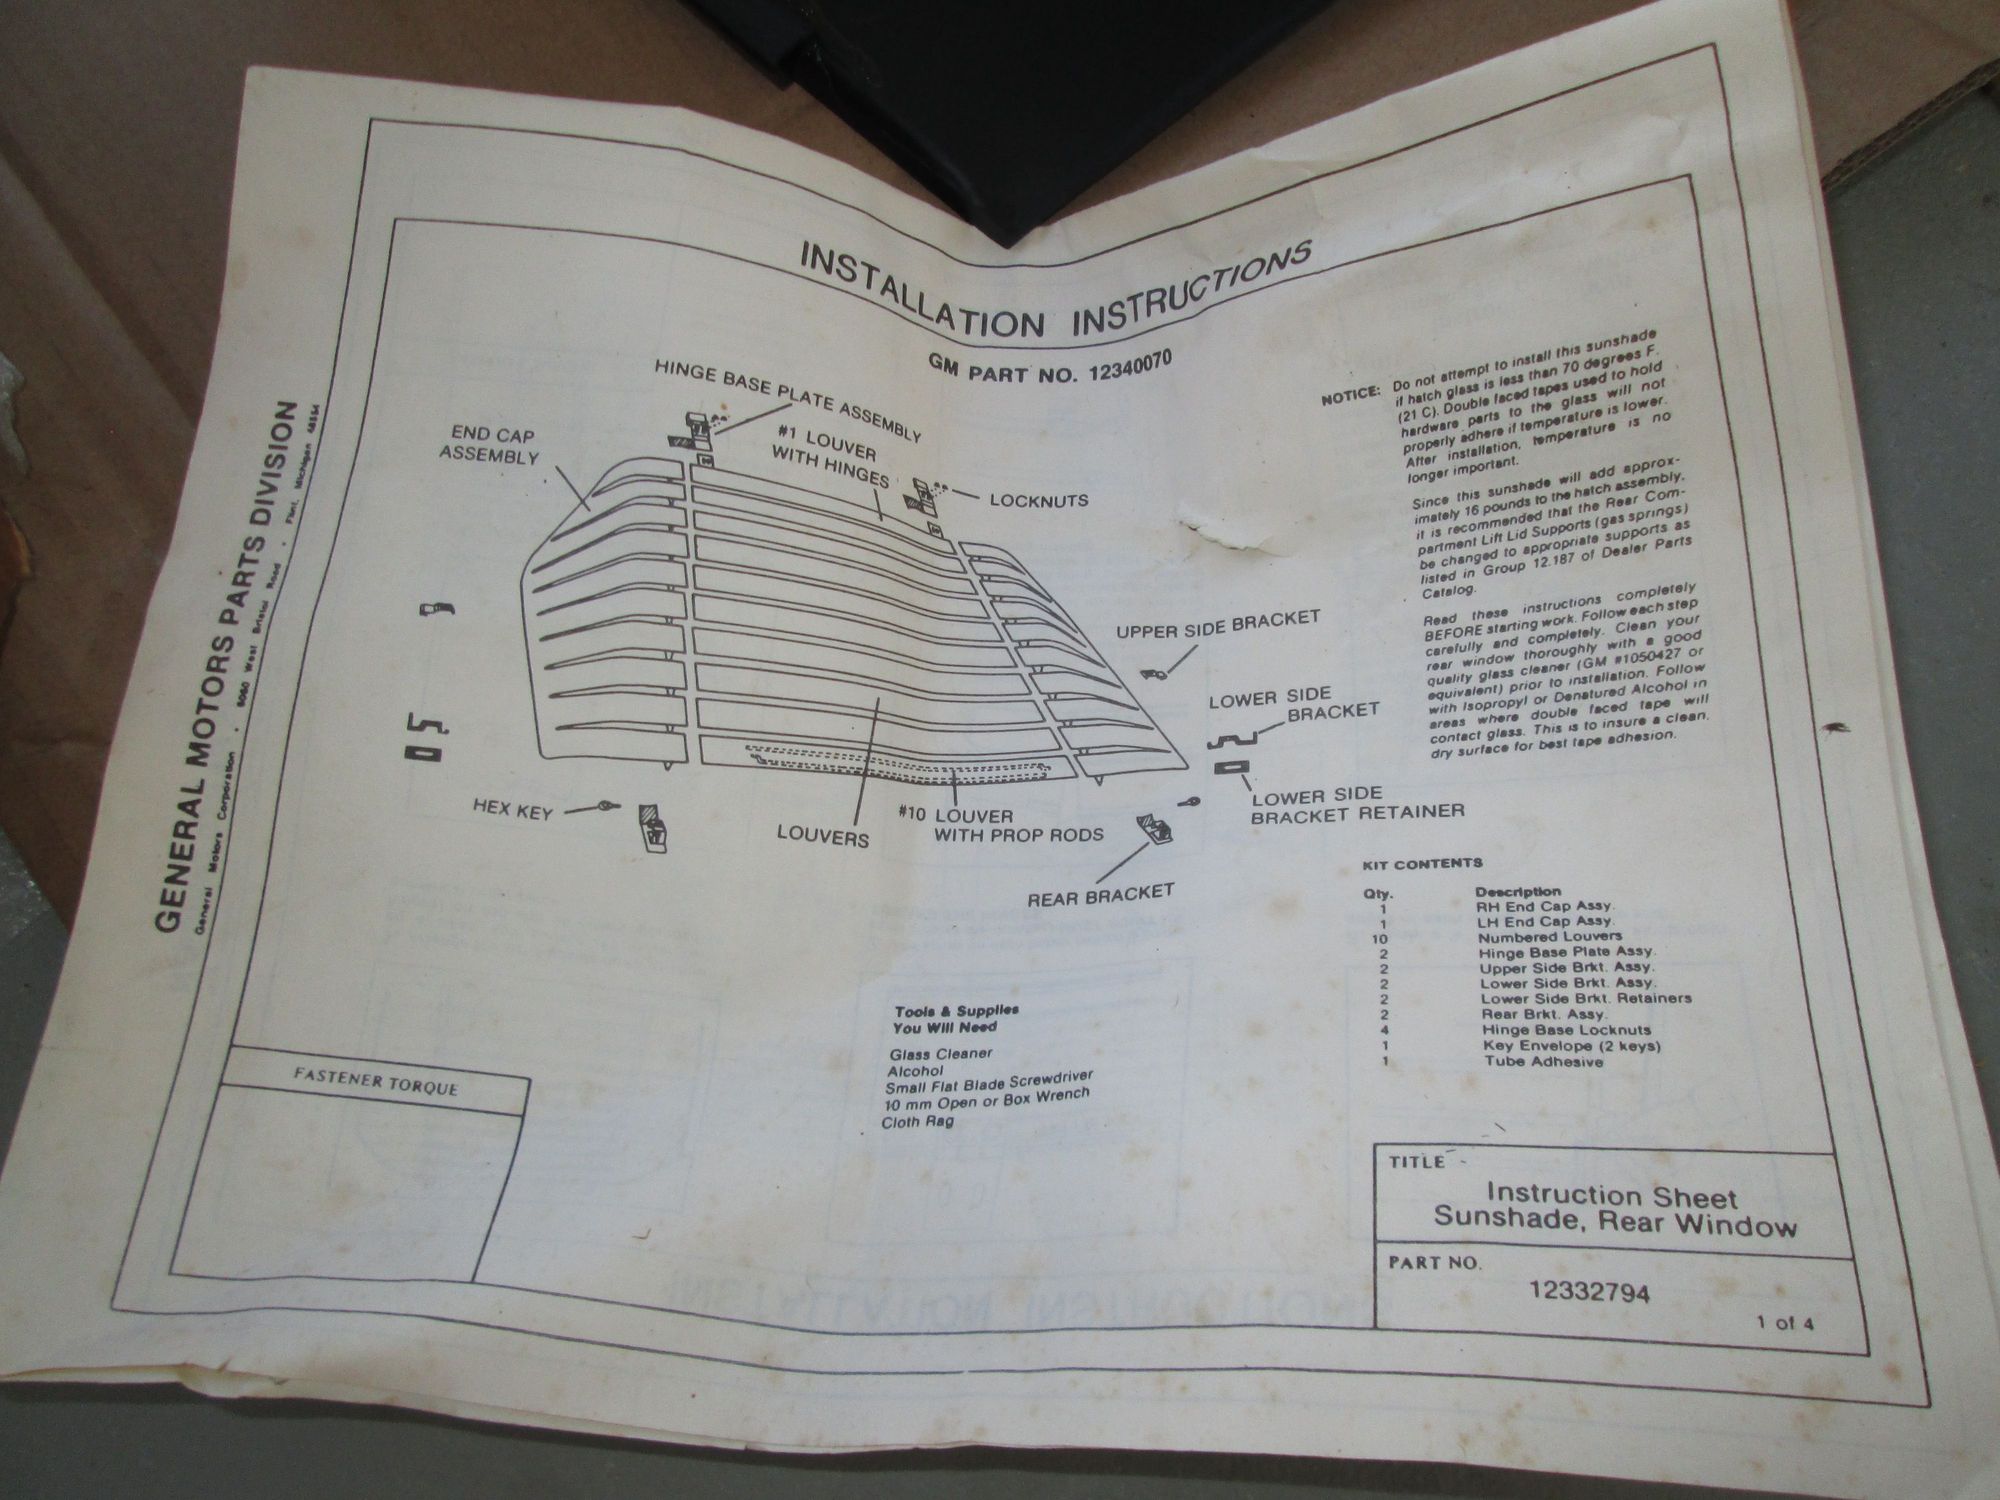 INSTALLATION INSTRUCTIONS
GM PART NO. 12340070
GENERAL MOTORS PARTS DIVISION
General Motors Corporation • 6060 West Bristol Road • Flint, Michigan 48554
HINGE BASE PLATE ASSEMBLY
END CAP
ASSEMBLY
#1 LOUVER
WITH HINGES
LOCKNUTS
UPPER SIDE BRACKET
LOWER SIDE
BRACKET
LOWER SIDE
BRACKET RETAINER
HEX KEY
LOUVERS
#10 LOUVER
WITH PROP RODS
REAR BRACKET
NOTICE: Do not attempt to install this sunshade
if hatch glass is less than 70 degrees F.
(21 C). Double faced tapes used to hold
hardware parts to the glass will not
properly adhere if temperature is lower.
After installation, temperature is no
longer important.
Since this sunshade will add approx-
imately 16 pounds to the hatch assembly,
it is recommended that the Rear Com-
partment Lift Lid Supports (gas springs)
be changed to appropriate supports as
listed in Group 12.187 of Dealer Parts
Catalog.
Read these instructions completely
BEFORE starting work. Follow each step
carefully and completely. Clean your
rear window thoroughly with a good
quality glass cleaner (GM #1050427 or
equivalent) prior to installation. Follow
with Isopropyl or Denatured Alcohol in
areas where double faced tape will
contact glass. This is to insure a clean,
dry surface for best tape adhesion.
KIT CONTENTS
Qty. Description
1 RH End Cap Assy.
1 LH End Cap Assy.
10 Numbered Louvers
2 Hinge Base Plate Assy.
2 Upper Side Brkt. Assy.
2 Lower Side Brkt. Assy.
2 Lower Side Brkt. Retainers
2 Rear Brkt. Assy.
4 Hinge Base Locknuts
1 Key Envelope (2 keys)
1 Tube Adhesive
Tools & Supplies
You Will Need
Glass Cleaner
Alcohol
Small Flat Blade Screwdriver
10 mm Open or Box Wrench
Cloth Rag
FASTENER TORQUE
TITLE
Instruction Sheet
Sunshade, Rear Window
PART NO.
12332794
1 of 4